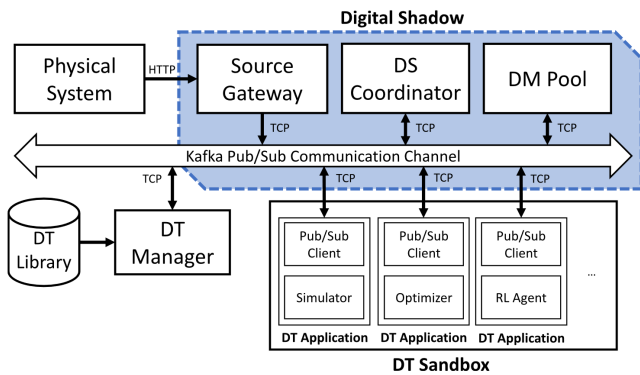 Digital Shadow
Physical
System
HTTP
Source
Gateway
DS
Coordinator
DM Pool
TCP
TCP
TCP
Kafka Pub/Sub Communication Channel
TCP
TCP
TCP
TCP
DT
Library
DT
Manager
Pub/Sub
Client
Simulator
DT Application
Pub/Sub
Client
Optimizer
DT Application
Pub/Sub
Client
RL Agent
DT Application
...
DT Sandbox